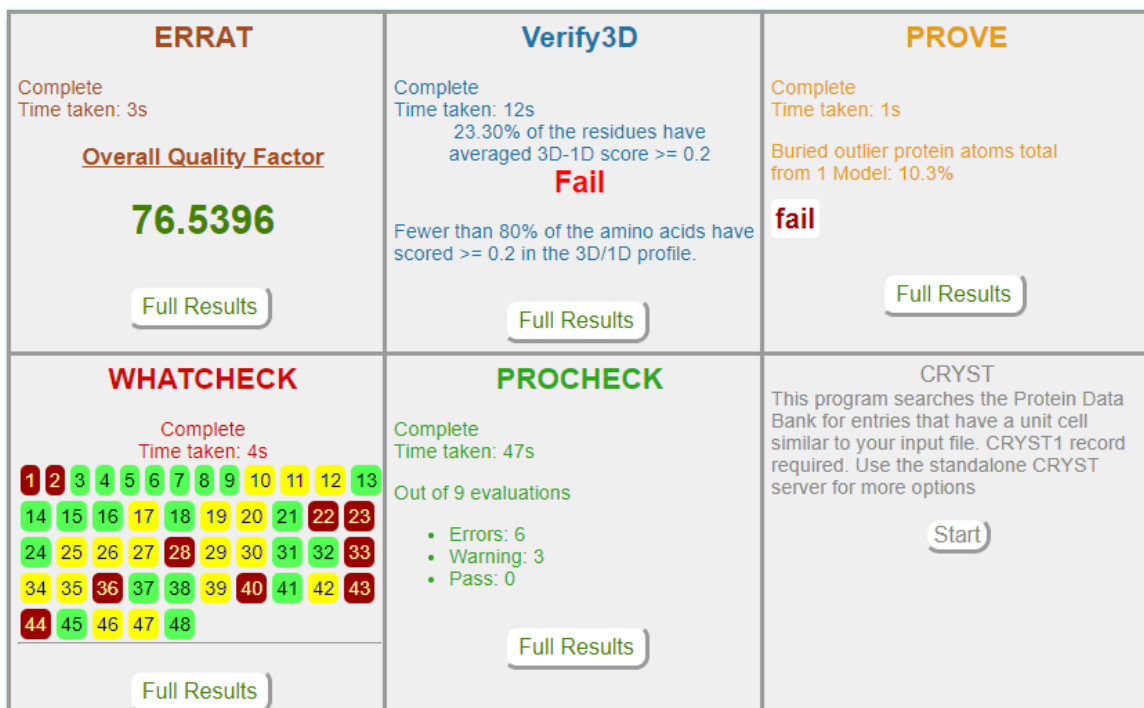 ERRAT
Complete
Time taken: 3s
Overall Quality Factor
76.5396
Full Results
Verify3D
Complete
Time taken: 12s
23.30% of the residues have
averaged 3D-1D score >= 0.2
Fail
Fewer than 80% of the amino acids have
scored >= 0.2 in the 3D/1D profile.
Full Results
PROVE
Complete
Time taken: 1s
Buried outlier protein atoms total
from 1 Model: 10.3%
fail
Full Results
WHATCHECK
Complete
Time taken: 4s
1 2 3 4 5 6 7 8 9 10 11 12 13
14 15 16 17 18 19 20 21 22 23
24 25 26 27 28 29 30 31 32 33
34 35 36 37 38 39 40 41 42 43
44 45 46 47 48
Full Results
PROCHECK
Complete
Time taken: 47s
Out of 9 evaluations
• Errors: 6
• Warning: 3
• Pass: 0
Full Results
CRYST
This program searches the Protein Data
Bank for entries that have a unit cell
similar to your input file. CRYST1 record
required. Use the standalone CRYST
server for more options
Start